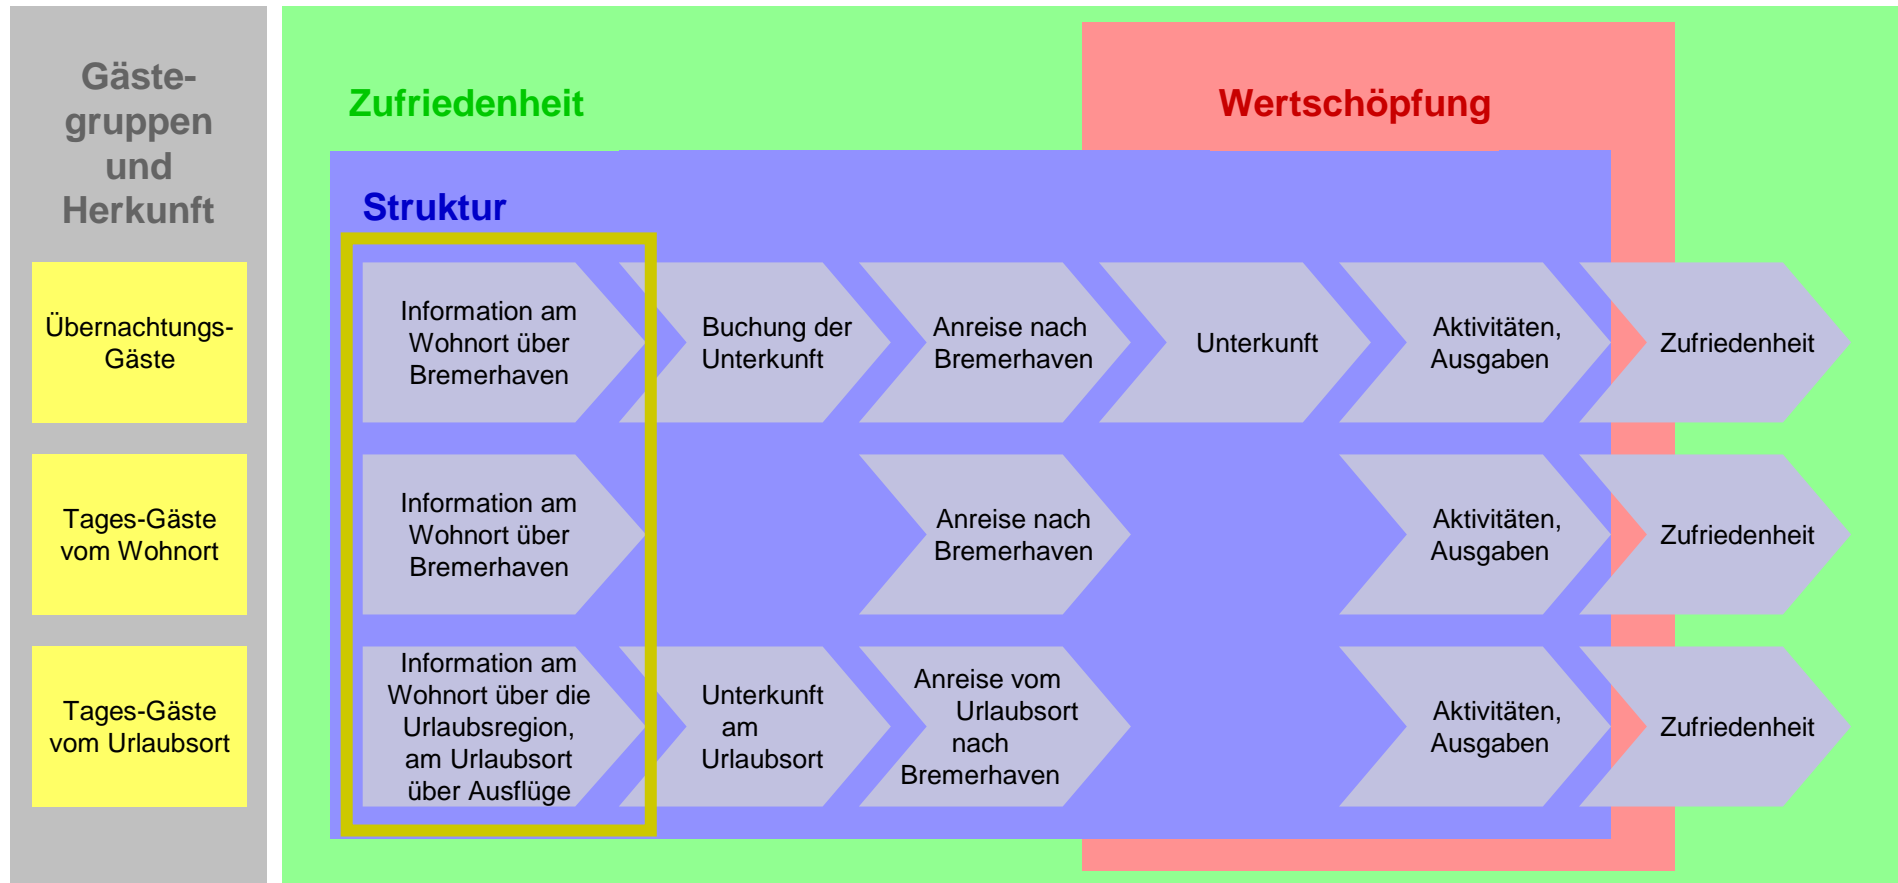 Gäste-
gruppen
und
Herkunft
Zufriedenheit
Wertschöpfung
Struktur
Übernachtungs-
Gäste
Information am
Wohnort über
Bremerhaven
Buchung der
Unterkunft
Anreise nach
Bremerhaven
Unterkunft
Aktivitäten,
Ausgaben
Zufriedenheit
Tages-Gäste
vom Wohnort
Information am
Wohnort über
Bremerhaven
Anreise nach
Bremerhaven
Aktivitäten,
Ausgaben
Zufriedenheit
Tages-Gäste
vom Urlaubsort
Information am
Wohnort über die
Urlaubsregion,
am Urlaubsort
über Ausflüge
Unterkunft
am
Urlaubsort
Anreise vom
Urlaubsort
nach
Bremerhaven
Aktivitäten,
Ausgaben
Zufriedenheit